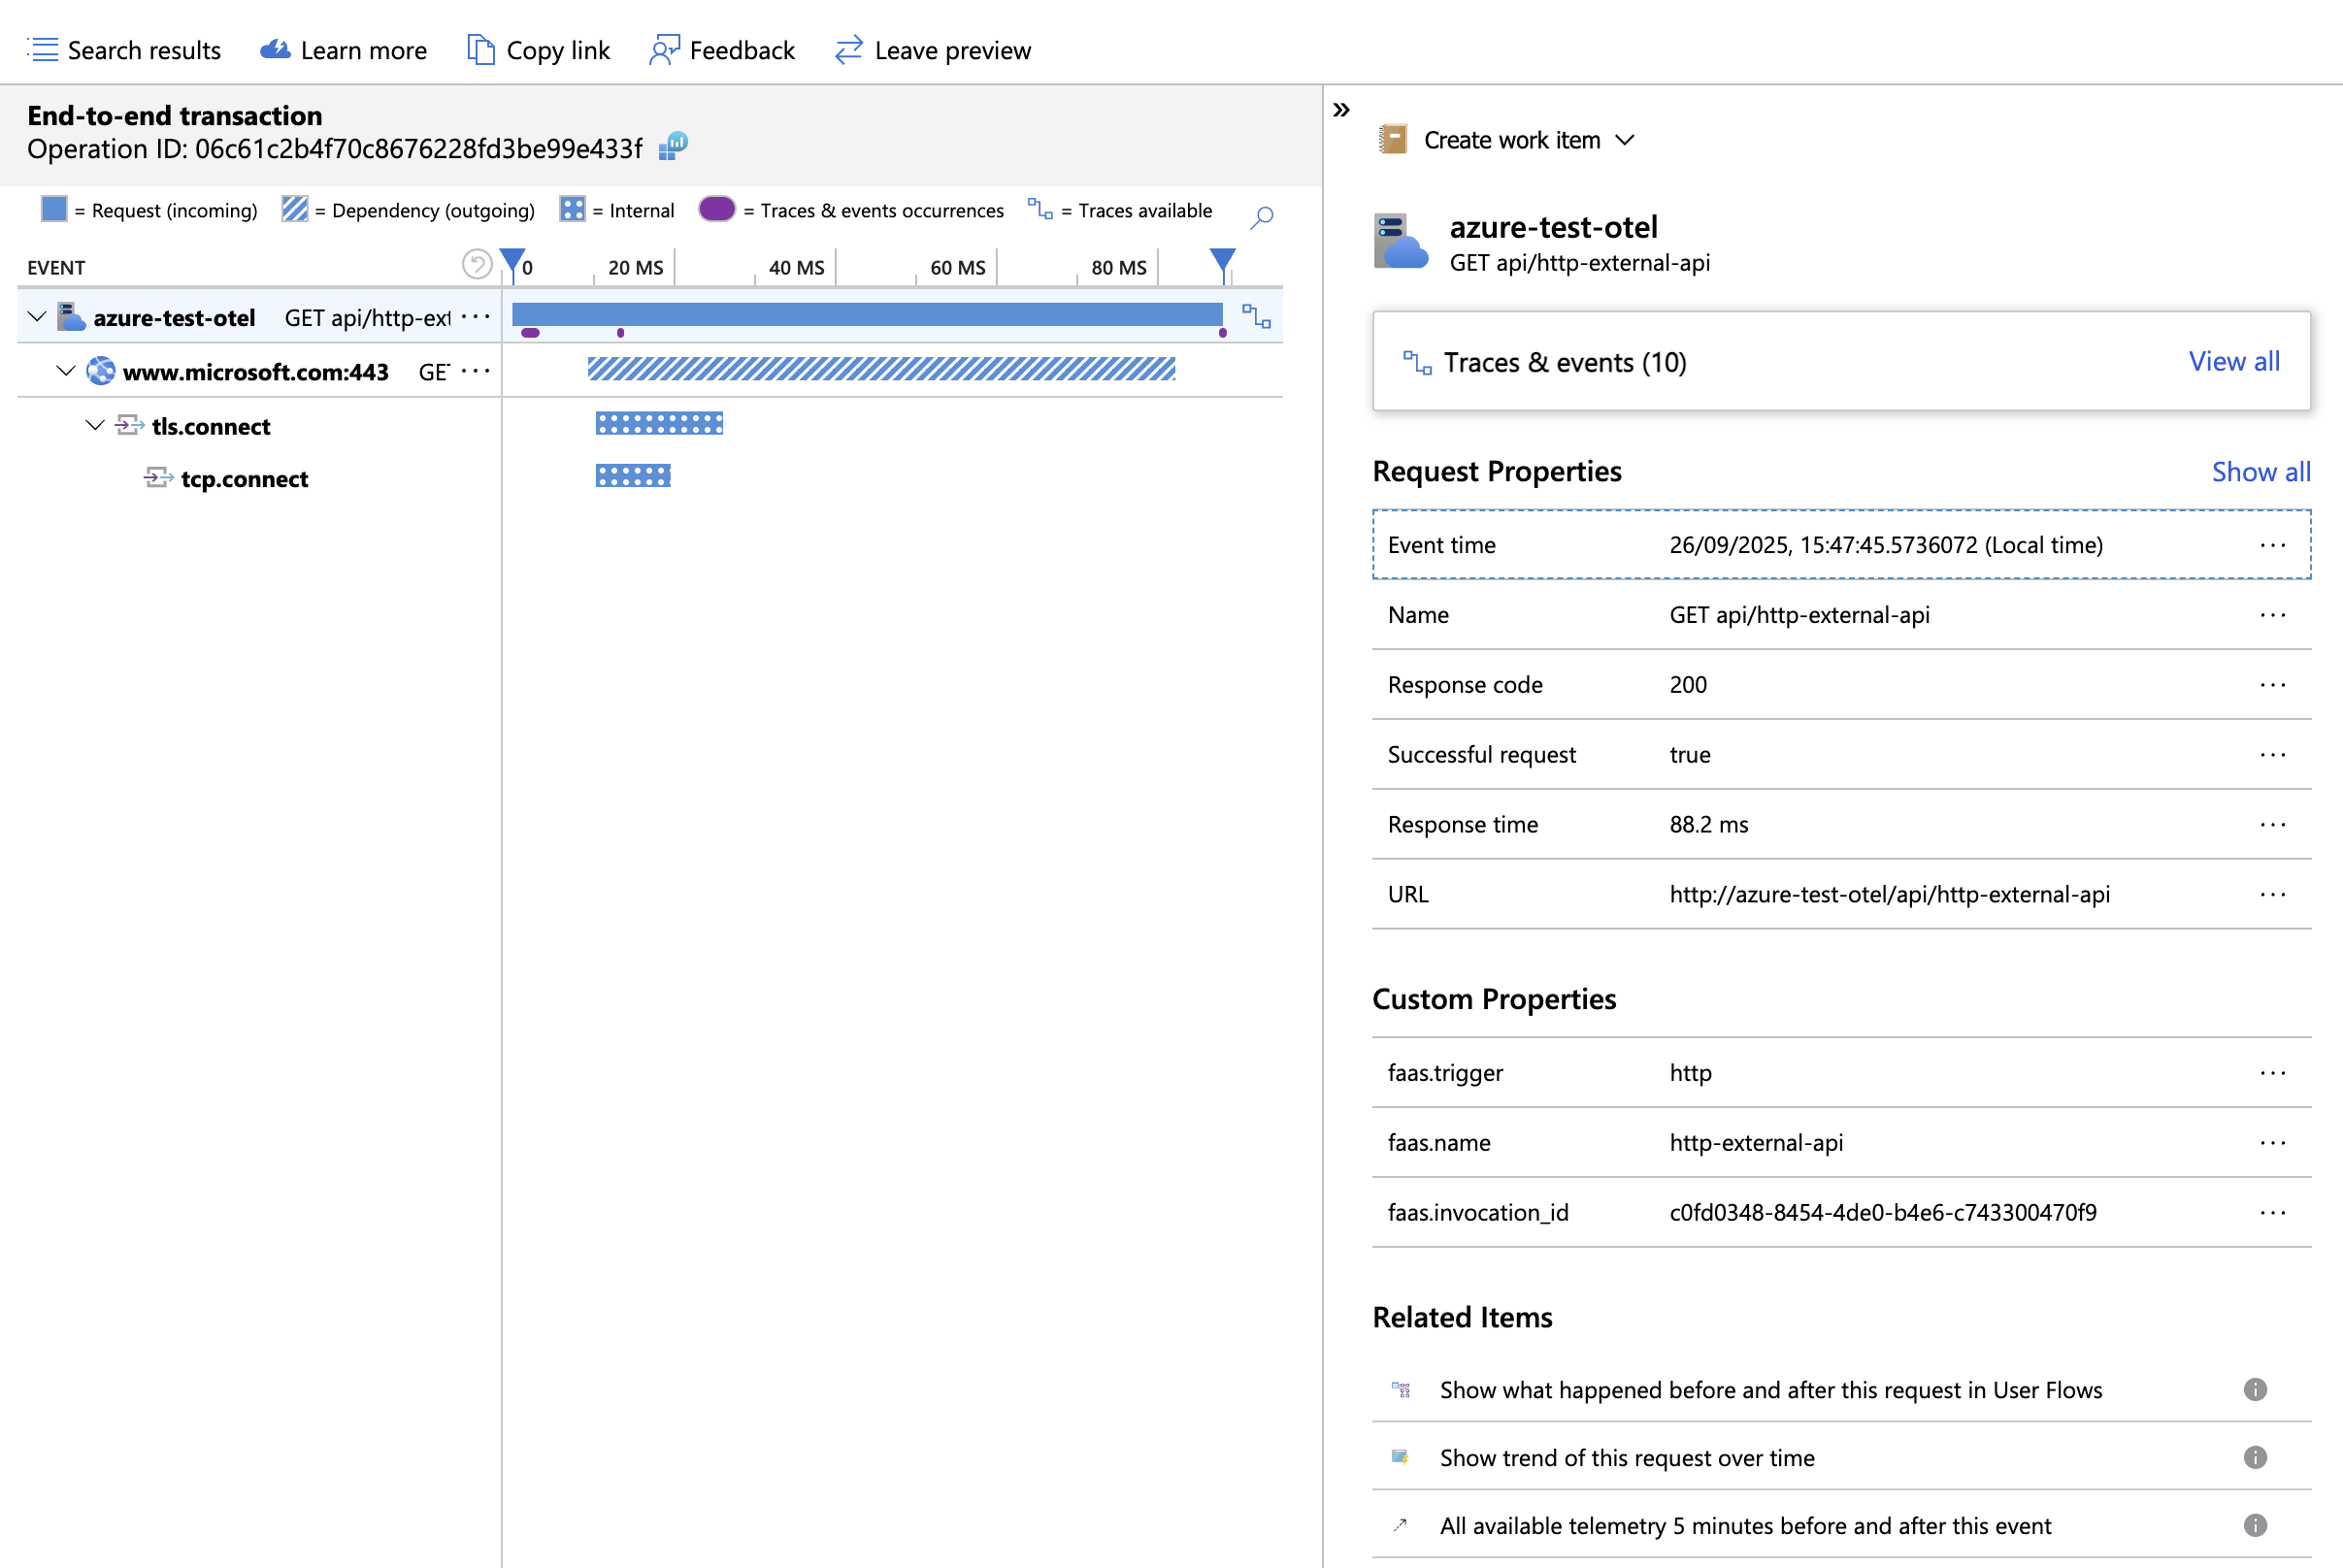 Search results Learn more Copy link Feedback Leave preview
End-to-end transaction
Operation ID: 06c61c2b4f70c8676228fd3be99e433f
= Request (incoming) = Dependency (outgoing) = Internal = Traces & events occurrences = Traces available
EVENT 0 20 MS 40 MS 60 MS 80 MS
azure-test-otel GET api/http-ext ...
www.microsoft.com:443 GET ...
tls.connect
tcp.connect
Create work item
azure-test-otel
GET api/http-external-api
Traces & events (10) View all
Request Properties Show all
Event time 26/09/2025, 15:47:45.5736072 (Local time) ...
Name GET api/http-external-api ...
Response code 200 ...
Successful request true ...
Response time 88.2 ms ...
URL http://azure-test-otel/api/http-external-api ...
Custom Properties
faas.trigger http ...
faas.name http-external-api ...
faas.invocation_id c0fd0348-8454-4de0-b4e6-c743300470f9 ...
Related Items
Show what happened before and after this request in User Flows
Show trend of this request over time
All available telemetry 5 minutes before and after this event